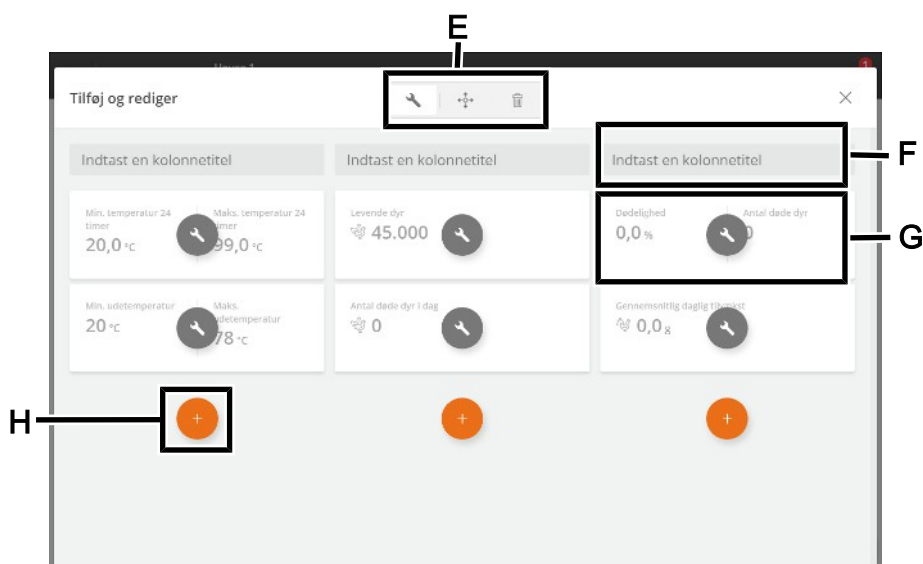 E
1
Tilføj og rediger
Indtast en kolonnetitel
Indtast en kolonnetitel
Indtast en kolonnetitel
F
Min. temperatur 24
timer
20,0 °C
Maks. temperatur 24
timer
99,0 °C
Levende dyr
45.000
Dødelighed
0,0 %
Antal døde dyr
0
G
Min. udetemperatur
20 °C
Maks.
udetemperatur
78 °C
Antal døde dyr i dag
0
Gennemsnitlig daglig tilvækst
0,0 g
H
+
+
+